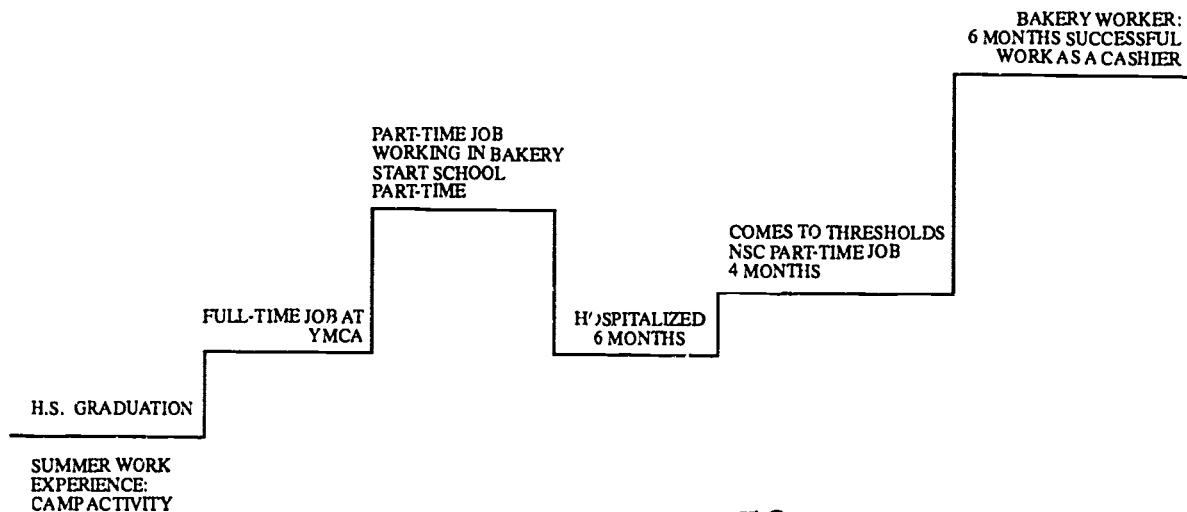 H.S. GRADUATION
SUMMER WORK
EXPERIENCE:
CAMP ACTIVITY
FULL-TIME JOB AT
YMCA
PART-TIME JOB
WORKING IN BAKERY
START SCHOOL
PART-TIME
HOSPITALIZED
6 MONTHS
COMES TO THRESHOLDS
NSC PART-TIME JOB
4 MONTHS
BAKERY WORKER:
6 MONTHS SUCCESSFUL
WORK AS A CASHIER